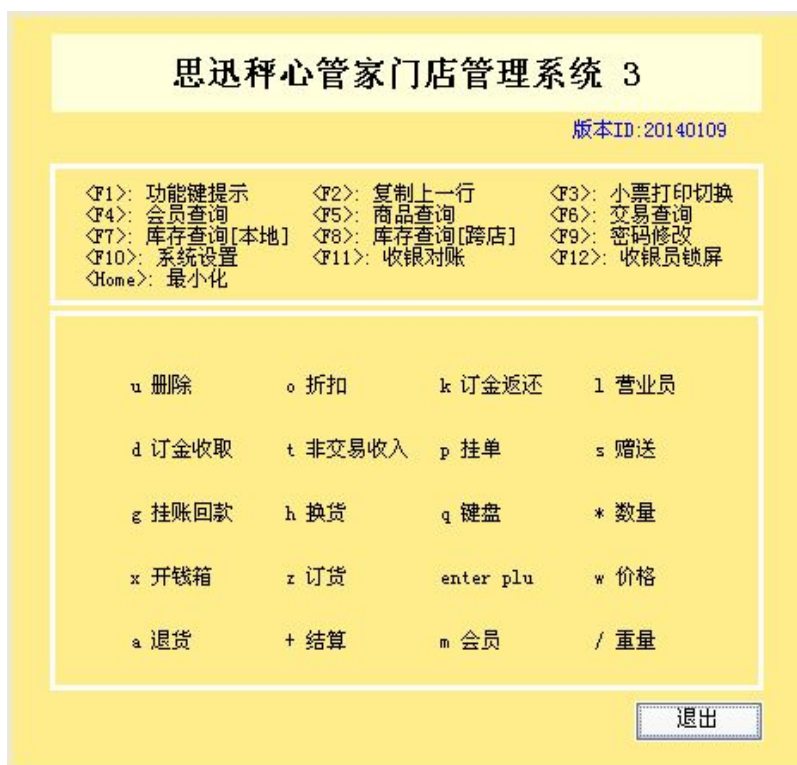 思迅秤心管家门店管理系统 3
版本ID:20140109
<F1>: 功能键提示 <F2>: 复制上一行 <F3>: 小票打印切换
<F4>: 会员查询 <F5>: 商品查询 <F6>: 交易查询
<F7>: 库存查询[本地] <F8>: 库存查询[跨店] <F9>: 密码修改
<F10>: 系统设置 <F11>: 收银对账 <F12>: 收银员锁屏
<Home>: 最小化
u 删除 o 折扣 k 订金返还 l 营业员
d 订金收取 t 非交易收入 p 挂单 s 赠送
g 挂账回款 h 换货 q 键盘 * 数量
x 开钱箱 z 订货 enter plu w 价格
a 退货 + 结算 m 会员 / 重量
退出